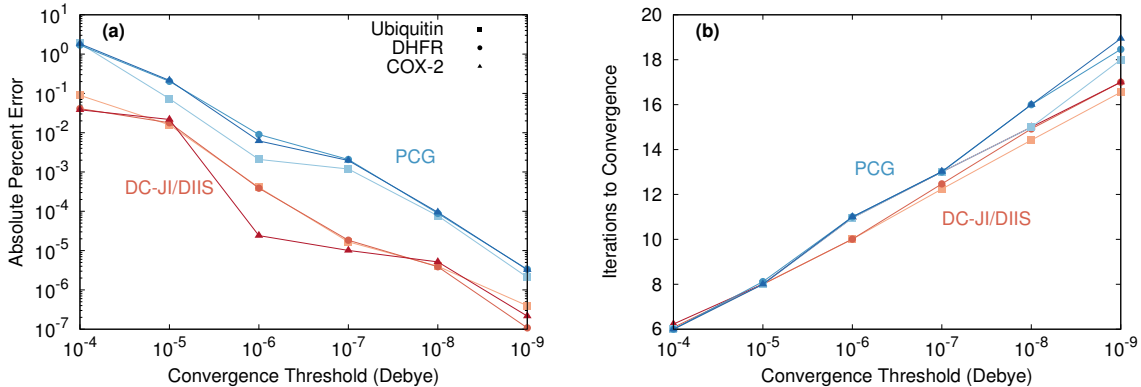 (a)
Ubiquitin
DHFR
COX-2
PCG
DC-JI/DIIS
Absolute Percent Error
10^1
10^0
10^-1
10^-2
10^-3
10^-4
10^-5
10^-6
10^-7
10^-4 10^-5 10^-6 10^-7 10^-8 10^-9
Convergence Threshold (Debye)
(b)
PCG
DC-JI/DIIS
Iterations to Convergence
20
18
16
14
12
10
8
6
10^-4 10^-5 10^-6 10^-7 10^-8 10^-9
Convergence Threshold (Debye)